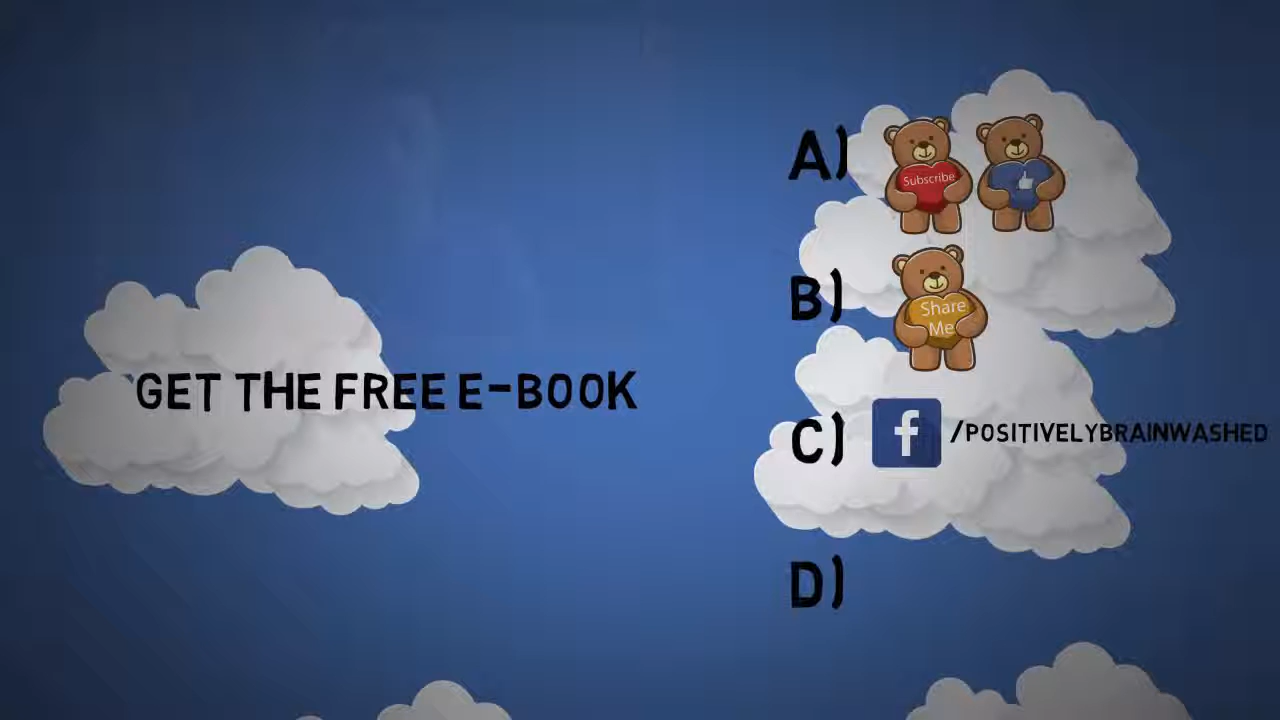 A)
Subscribe
B)
Share
Me
GET THE FREE E-BOOK
C) f /POSITIVELYBRAINWASHED
D)